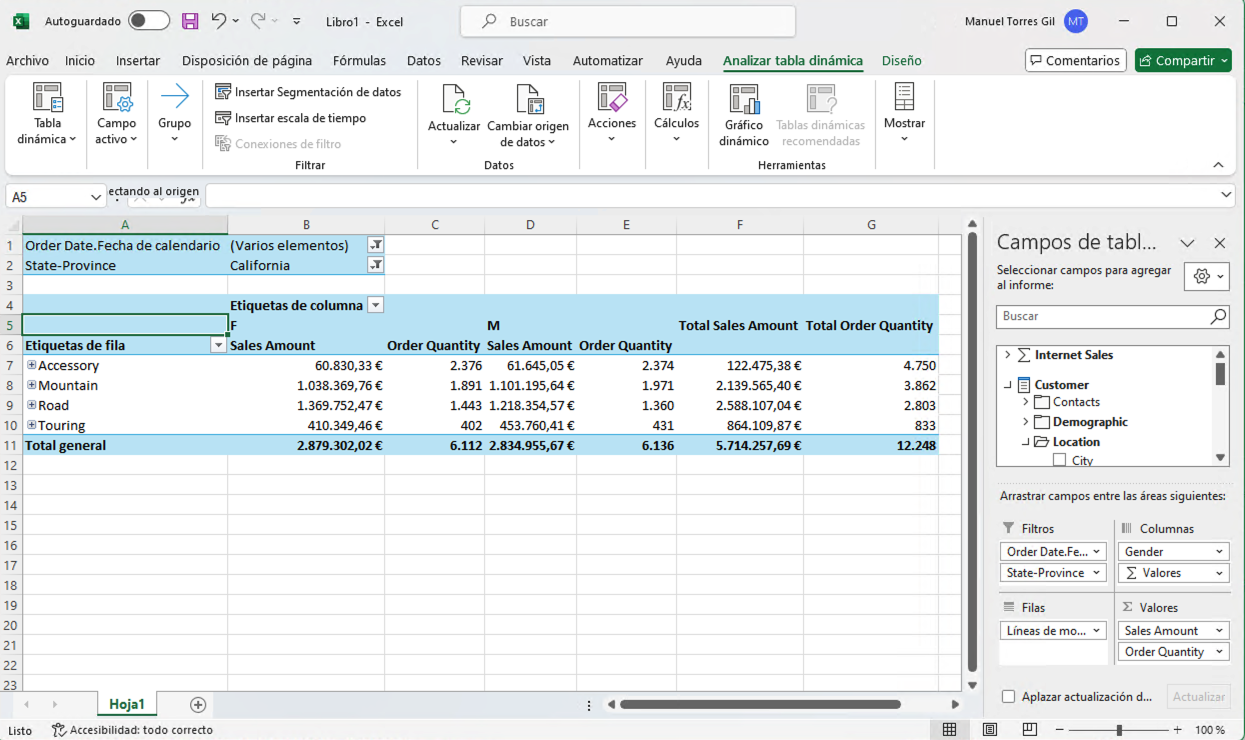 Autoguardado Libro1 - Excel Buscar Manuel Torres Gil MT
Archivo Inicio Insertar Disposición de página Fórmulas Datos Revisar Vista Automatizar Ayuda Analizar tabla dinámica Diseño Comentarios Compartir
Tabla dinámica
Campo activo
Grupo
Insertar Segmentación de datos
Insertar escala de tiempo
Conexiones de filtro
Filtrar
Actualizar
Cambiar origen de datos
Datos
Acciones
Cálculos
Gráfico dinámico
Tablas dinámicas recomendadas
Herramientas
Mostrar
A5 ectando al origen
A B C D E F G
1 Order Date.Fecha de calendario (Varios elementos)
2 State-Province California
3
4 Etiquetas de columna
5 F M Total Sales Amount Total Order Quantity
6 Etiquetas de fila Sales Amount Order Quantity Sales Amount Order Quantity
7 Accessory 60.830,33 € 2.376 61.645,05 € 2.374 122.475,38 € 4.750
8 Mountain 1.038.369,76 € 1.891 1.101.195,64 € 1.971 2.139.565,40 € 3.862
9 Road 1.369.752,47 € 1.443 1.218.354,57 € 1.360 2.588.107,04 € 2.803
10 Touring 410.349,46 € 402 453.760,41 € 431 864.109,87 € 833
11 Total general 2.879.302,02 € 6.112 2.834.955,67 € 6.136 5.714.257,69 € 12.248
12
13
14
15
16
17
18
19
20
21
22
23
Campos de tabl...
Seleccionar campos para agregar
al informe:
Buscar
Σ Internet Sales
Customer
Contacts
Demographic
Location
City
Arrastrar campos entre las áreas siguientes:
Filtros
Order Date.Fe...
State-Province
Columnas
Gender
Σ Valores
Filas
Líneas de mo...
Σ Valores
Sales Amount
Order Quantity
Aplazar actualización d... Actualizar
Hoja1
Listo Accesibilidad: todo correcto 100 %